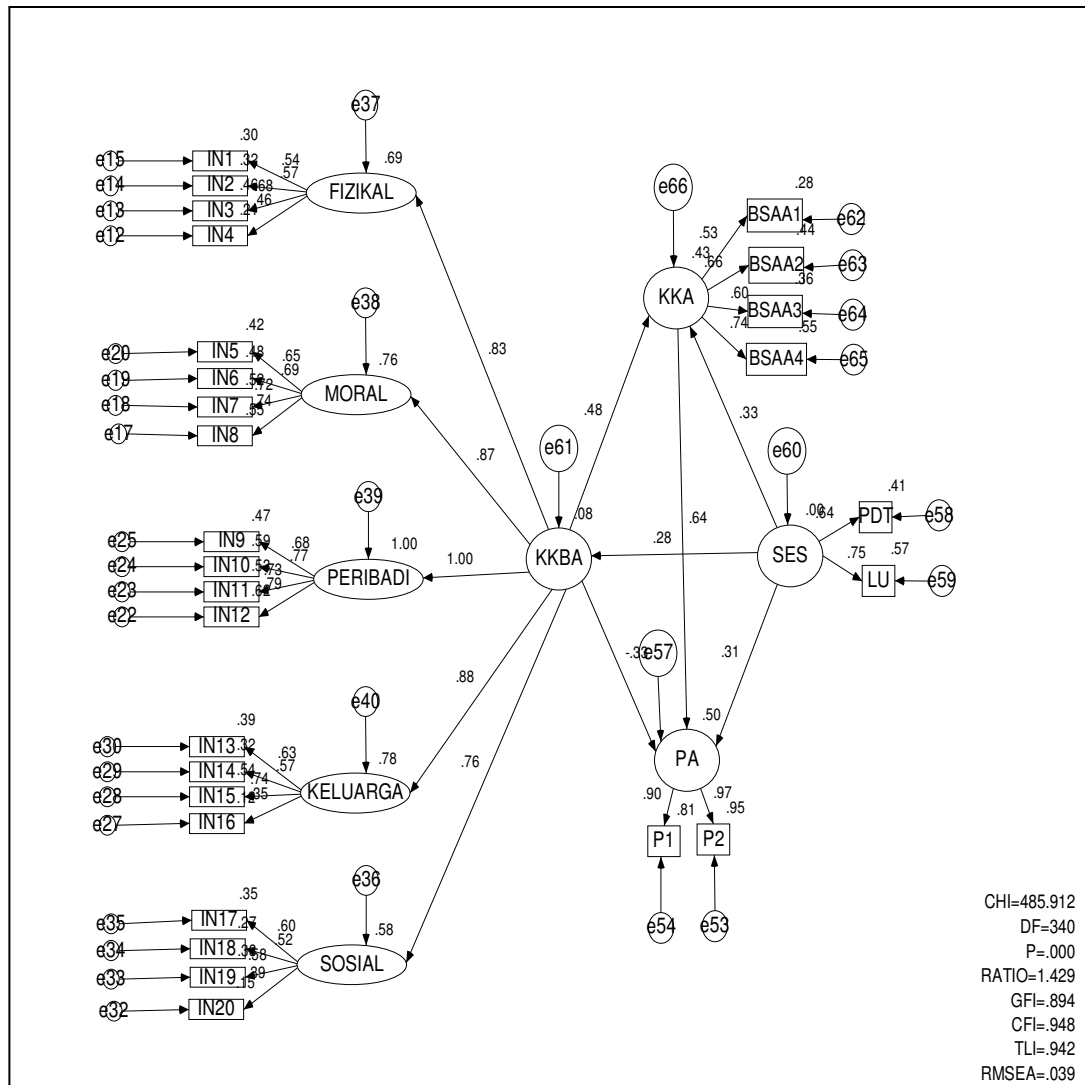 e37
.30
.69
e15
IN1
.54
.32
.57
e14
IN2
.46
.68
FIZIKAL
e13
IN3
.46
e12
IN4
e38
.42
.76
e20
IN5
.65
.48
.69
e19
IN6
.72
MORAL
e18
IN7
.74
.55
e17
IN8
e39
.47
1.00
e25
IN9
.68
.59
.77
e24
IN10
.53
.73
PERIBADI
e23
IN11
.79
.62
e22
IN12
e40
.39
.78
e30
IN13
.63
.32
.57
e29
IN14
.54
.74
KELUARGA
e28
IN15
.35
.12
e27
IN16
e36
.35
.58
e35
IN17
.60
.27
.52
e34
IN18
.58
SOSIAL
e33
IN19
.39
.15
e32
IN20
.83
.87
1.00
.88
.76
e61
.08
KKBA
.48
.28
-.33
e66
.43
KKA
.53
.66
.60
.74
.28
BSAA1
e62
.44
BSAA2
e63
.36
BSAA3
e64
.55
BSAA4
e65
.33
.64
e60
.00
SES
.64
.41
PDT
e58
.75
.57
LU
e59
.31
e57
.50
PA
.90
.97
.81
.95
P1
P2
e54
e53
CHI=485.912
DF=340
P=.000
RATIO=1.429
GFI=.894
CFI=.948
TLI=.942
RMSEA=.039